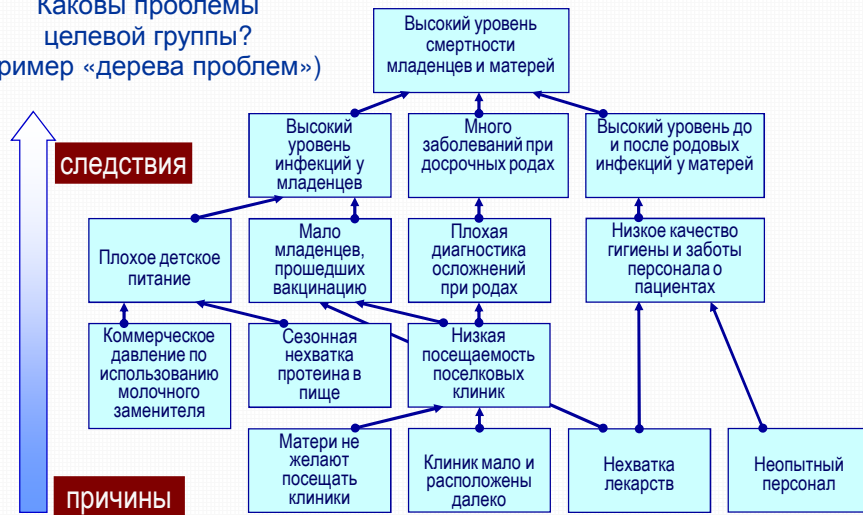 Каковы проблемы
целевой группы?
ример «дерева проблем»)
следствия
причины
Высокий уровень
смертности
младенцев и матерей
Высокий
уровень
инфекций у
младенцев
Много
заболеваний при
досрочных родах
Высокий уровень до
и после родовых
инфекций у матерей
Плохое детское
питание
Мало
младенцев,
прошедших
вакцинацию
Плохая
диагностика
осложнений
при родах
Низкое качество
гигиены и заботы
персонала о
пациентах
Коммерческое
давление по
использованию
молочного
заменителя
Сезонная
нехватка
протеина в
пище
Низкая
посещаемость
поселковых
клиник
Матери не
желают
посещать
клиники
Клиник мало и
расположены
далеко
Нехватка
лекарств
Неопытный
персонал